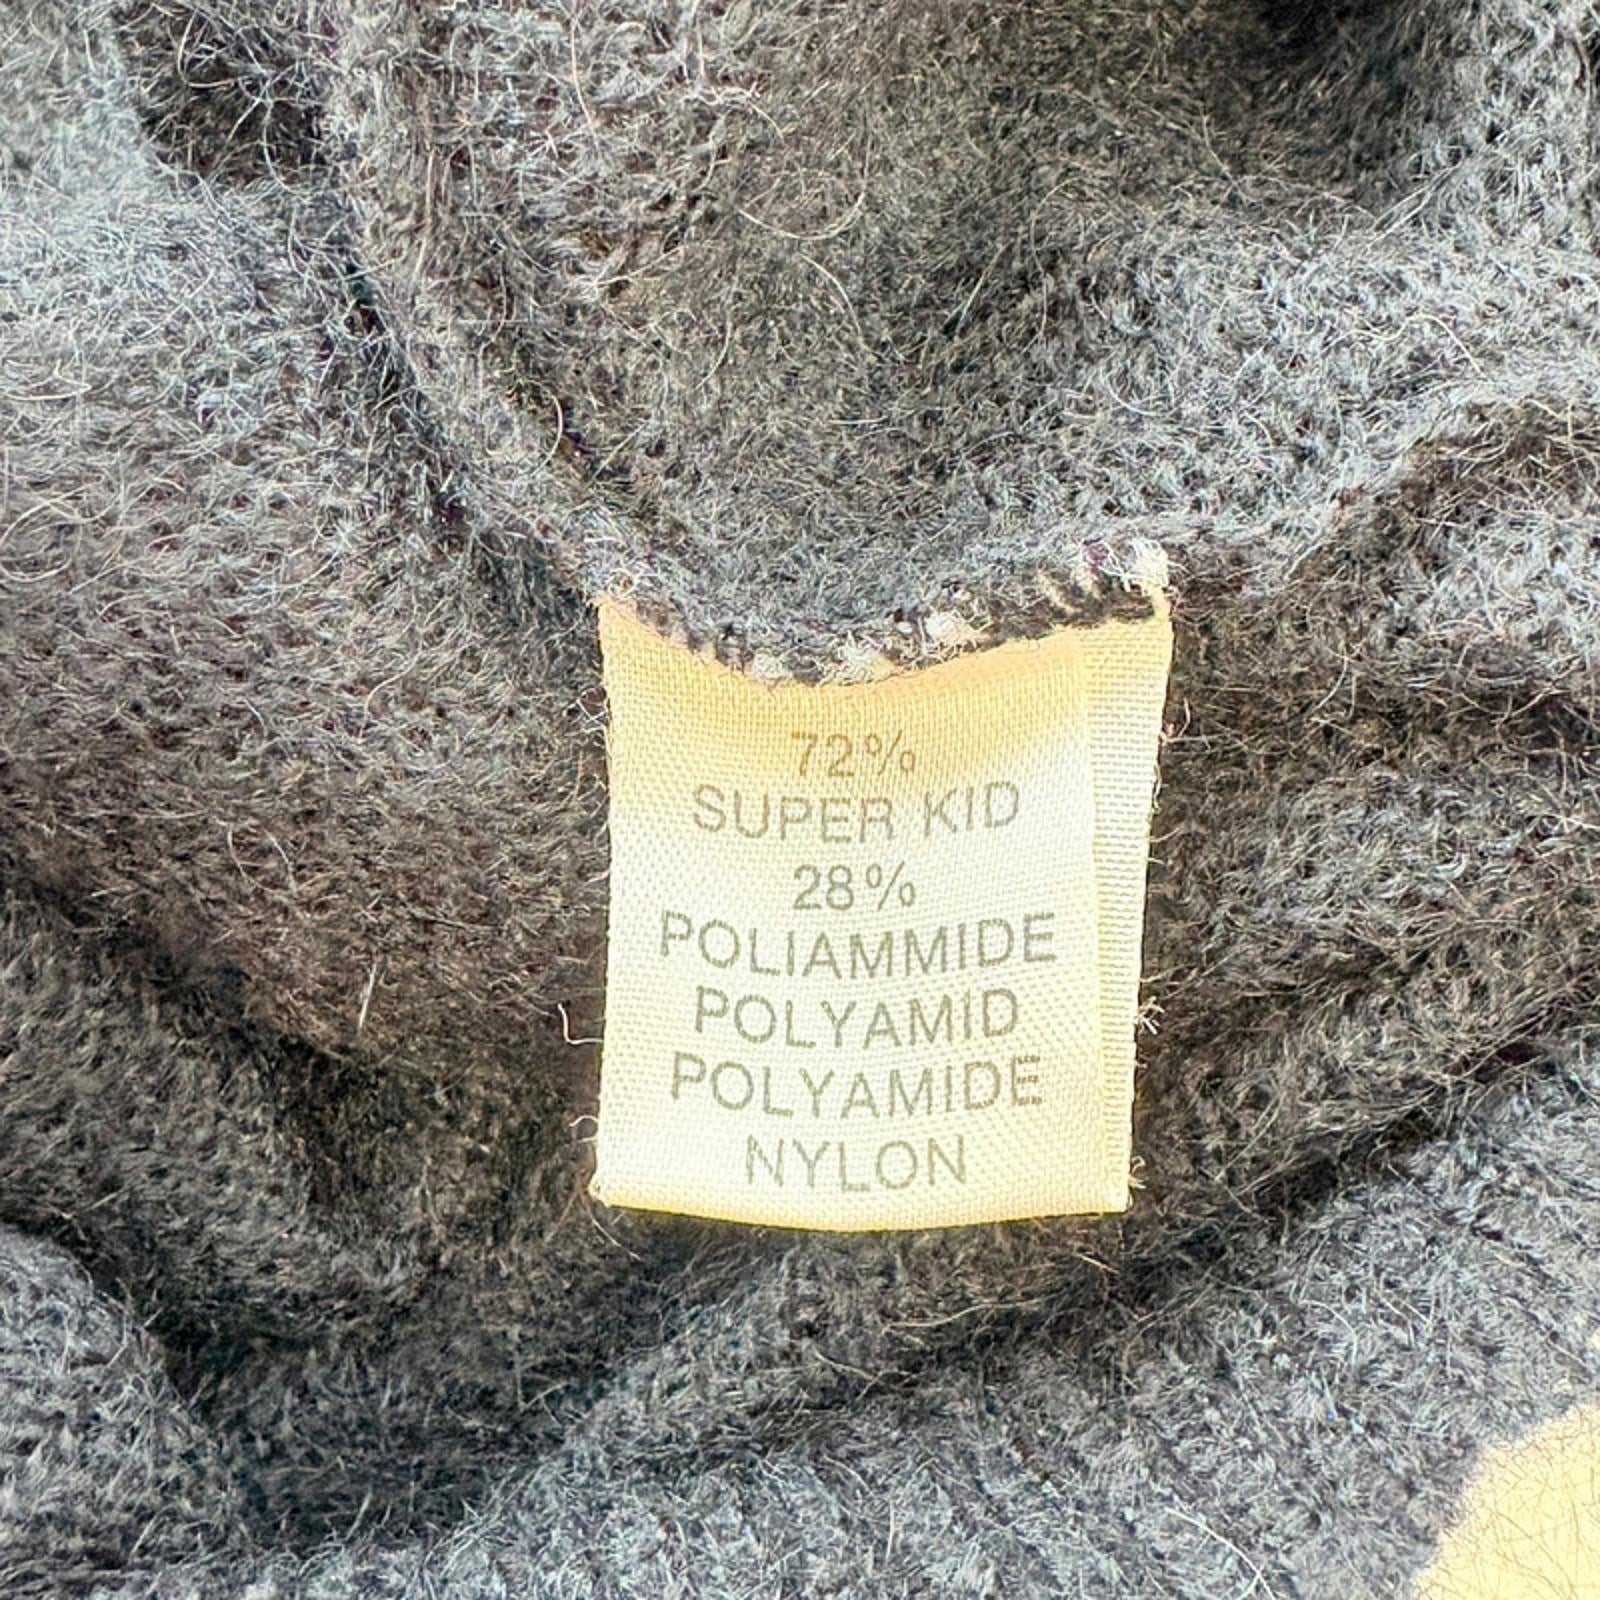 72%
SUPER KID
28%
POLIAMMIDE
POLYAMID
POLYAMIDE
NYLON